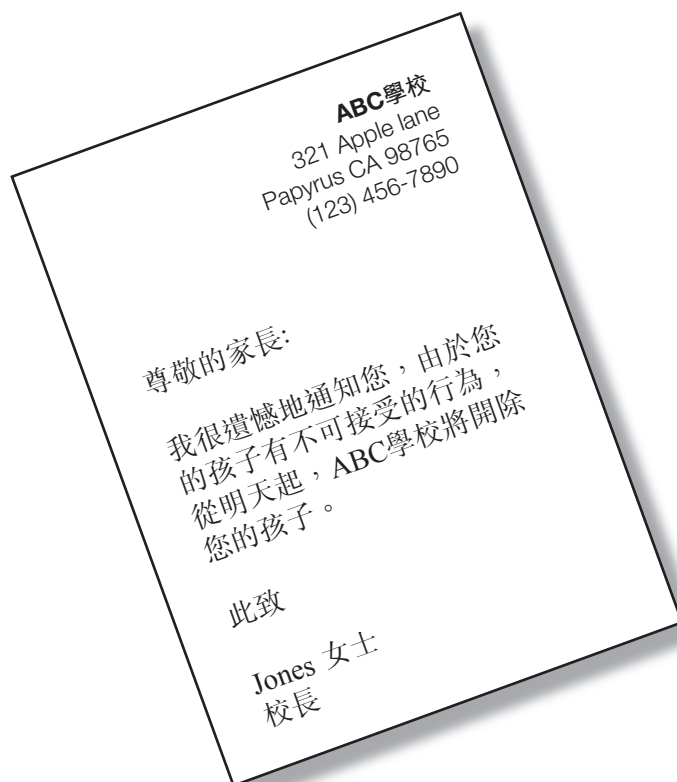 ABC學校
321 Apple lane
Papyrus CA 98765
(123) 456-7890
尊敬的家長:
我很遺憾地通知您，由於您
的孩子有不可接受的行為，
從明天起，ABC學校將開除
您的孩子。
此致
Jones 女士
校長